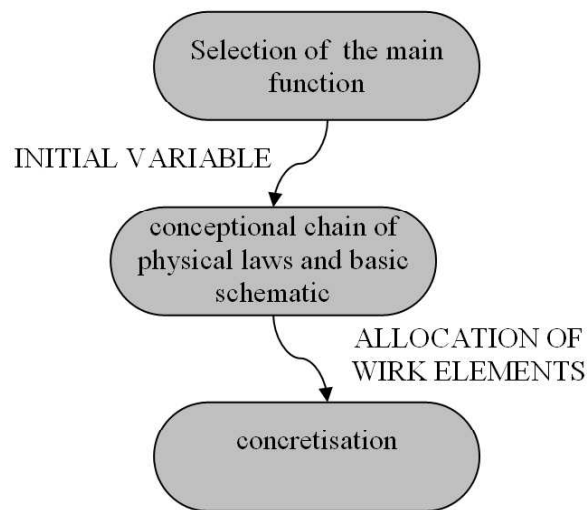 Selection of the main
function
INITIAL VARIABLE
conceptional chain of
physical laws and basic
schematic
ALLOCATION OF
WIRK ELEMENTS
concretisation